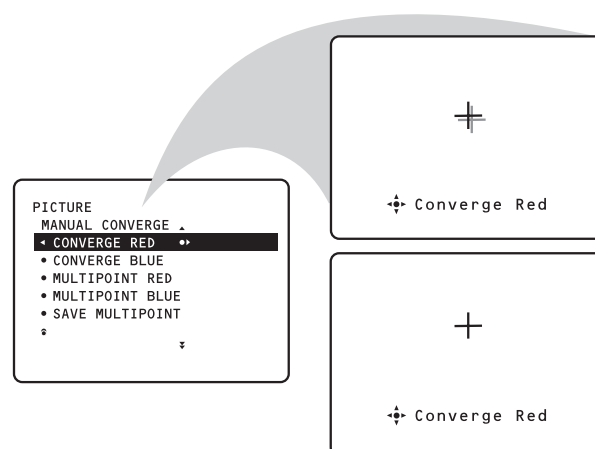 PICTURE
MANUAL CONVERGE
CONVERGE RED
CONVERGE BLUE
MULTIPOINT RED
MULTIPOINT BLUE
SAVE MULTIPOINT
Converge Red
Converge Red